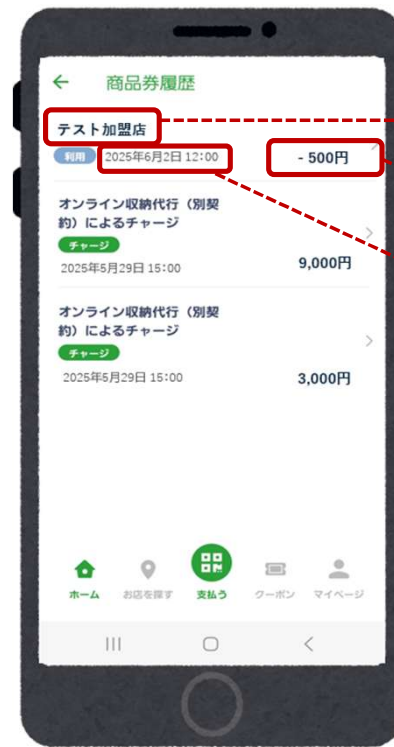 商品券履歴
テスト加盟店
利用 2025年6月2日 12:00 - 500円
オンライン収納代行（別契
約）によるチャージ
チャージ
2025年5月29日 15:00 9,000円
オンライン収納代行（別契
約）によるチャージ
チャージ
2025年5月29日 15:00 3,000円
ホーム お店を探す 支払う クーポン マイページ